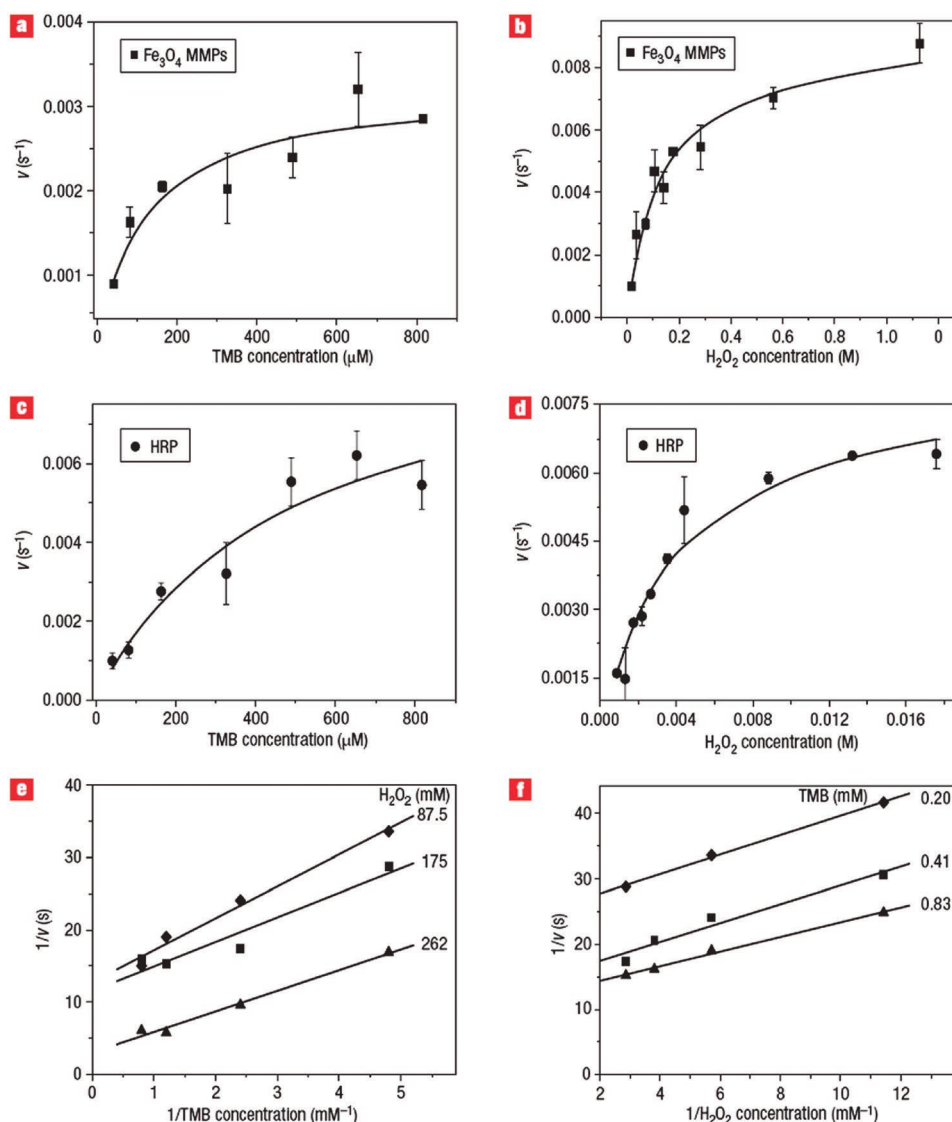 a
Fe3O4 MMPs
0.004
0.003
0.002
0.001
v (s−1)
0
200
400
600
800
TMB concentration (μM)
b
Fe3O4 MMPs
0.008
0.006
0.004
0.002
0.000
v (s−1)
0
0.2
0.4
0.6
0.8
1.0
0
H2O2 concentration (M)
c
HRP
0.006
0.004
0.002
0.000
v (s−1)
0
200
400
600
800
TMB concentration (μM)
d
HRP
0.0075
0.0060
0.0045
0.0030
0.0015
v (s−1)
0.000
0.004
0.008
0.012
0.016
H2O2 concentration (M)
e
H2O2 (mM)
87.5
175
262
40
30
20
10
0
1/v (s)
0
1
2
3
4
5
1/TMB concentration (mM−1)
f
TMB (mM)
0.20
0.41
0.83
40
30
20
10
0
1/v (s)
2
4
6
8
10
12
1/H2O2 concentration (mM−1)